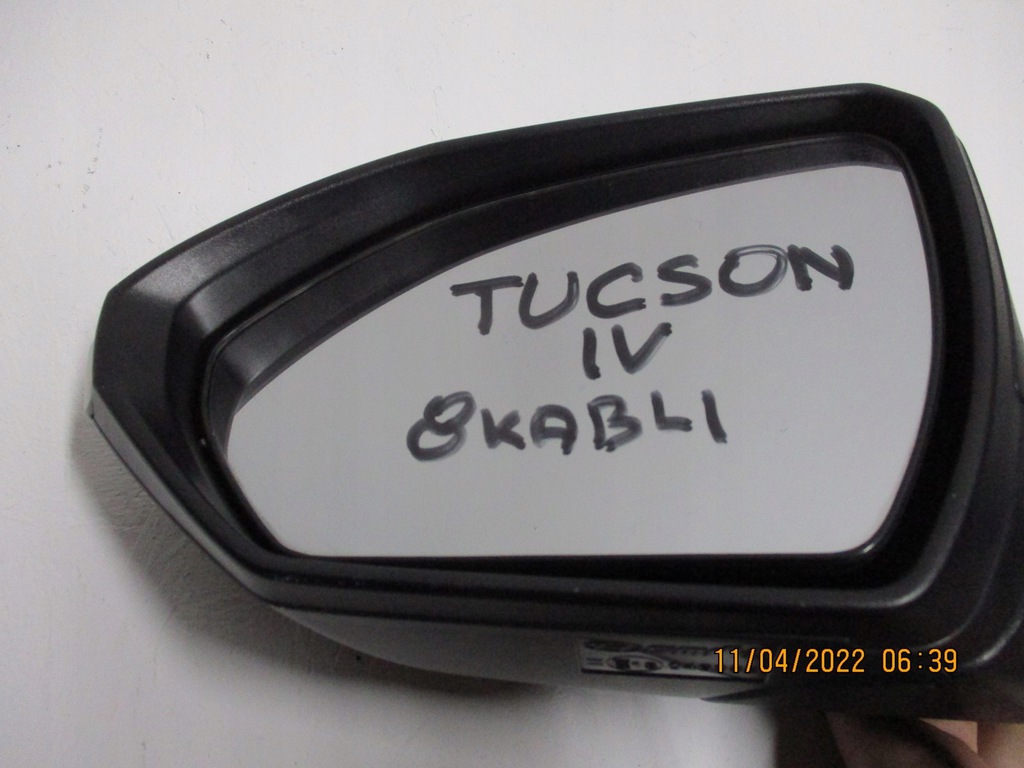 TUCSON
IV
8KABLI
11/04/2022 06:39